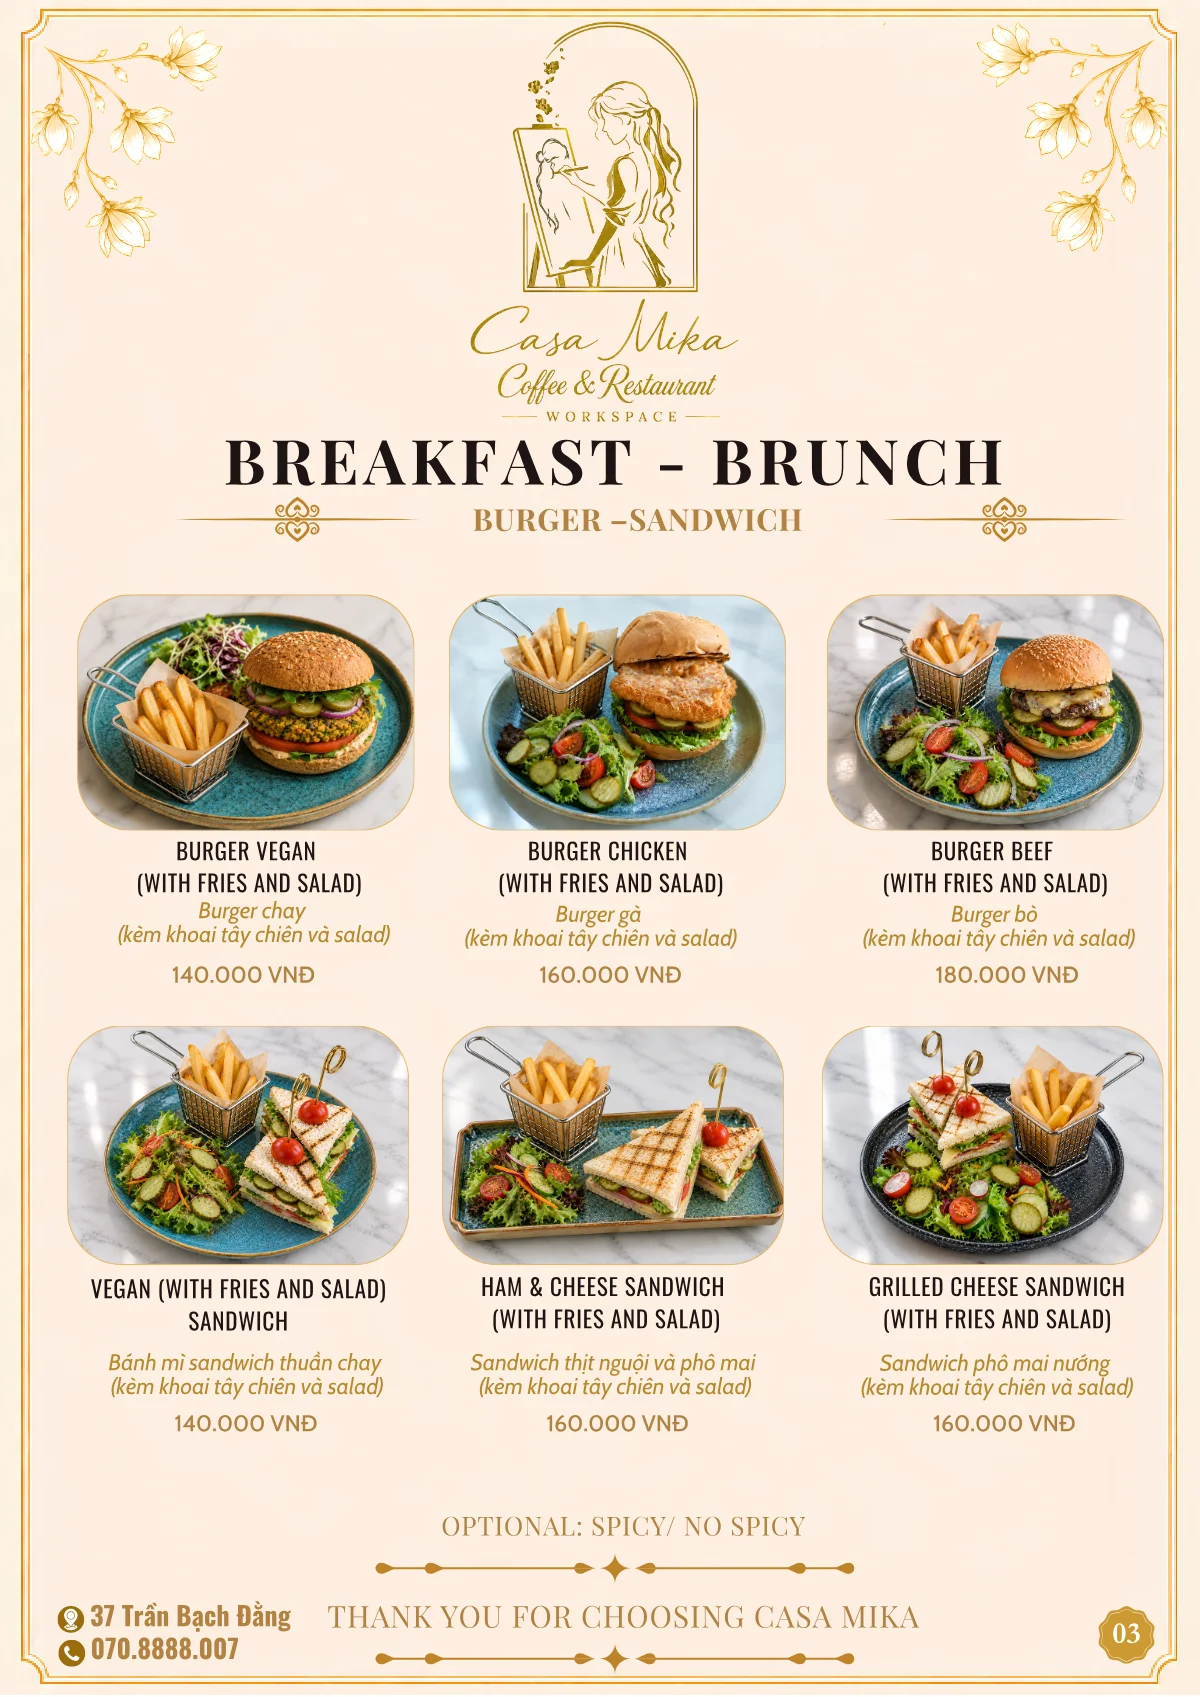 Casa Mika
Coffee & Restaurant
WORKSPACE
BREAKFAST - BRUNCH
BURGER –SANDWICH
BURGER VEGAN
(WITH FRIES AND SALAD)
Burger chay
(kèm khoai tây chiên và salad)
140.000 VNĐ
BURGER CHICKEN
(WITH FRIES AND SALAD)
Burger gà
(kèm khoai tây chiên và salad)
160.000 VNĐ
BURGER BEEF
(WITH FRIES AND SALAD)
Burger bò
(kèm khoai tây chiên và salad)
180.000 VNĐ
VEGAN (WITH FRIES AND SALAD)
SANDWICH
Bánh mì sandwich thuần chay
(kèm khoai tây chiên và salad)
140.000 VNĐ
HAM & CHEESE SANDWICH
(WITH FRIES AND SALAD)
Sandwich thịt nguội và phô mai
(kèm khoai tây chiên và salad)
160.000 VNĐ
GRILLED CHEESE SANDWICH
(WITH FRIES AND SALAD)
Sandwich phô mai nướng
(kèm khoai tây chiên và salad)
160.000 VNĐ
OPTIONAL: SPICY/ NO SPICY
37 Trần Bạch Đằng
070.8888.007
THANK YOU FOR CHOOSING CASA MIKA
03